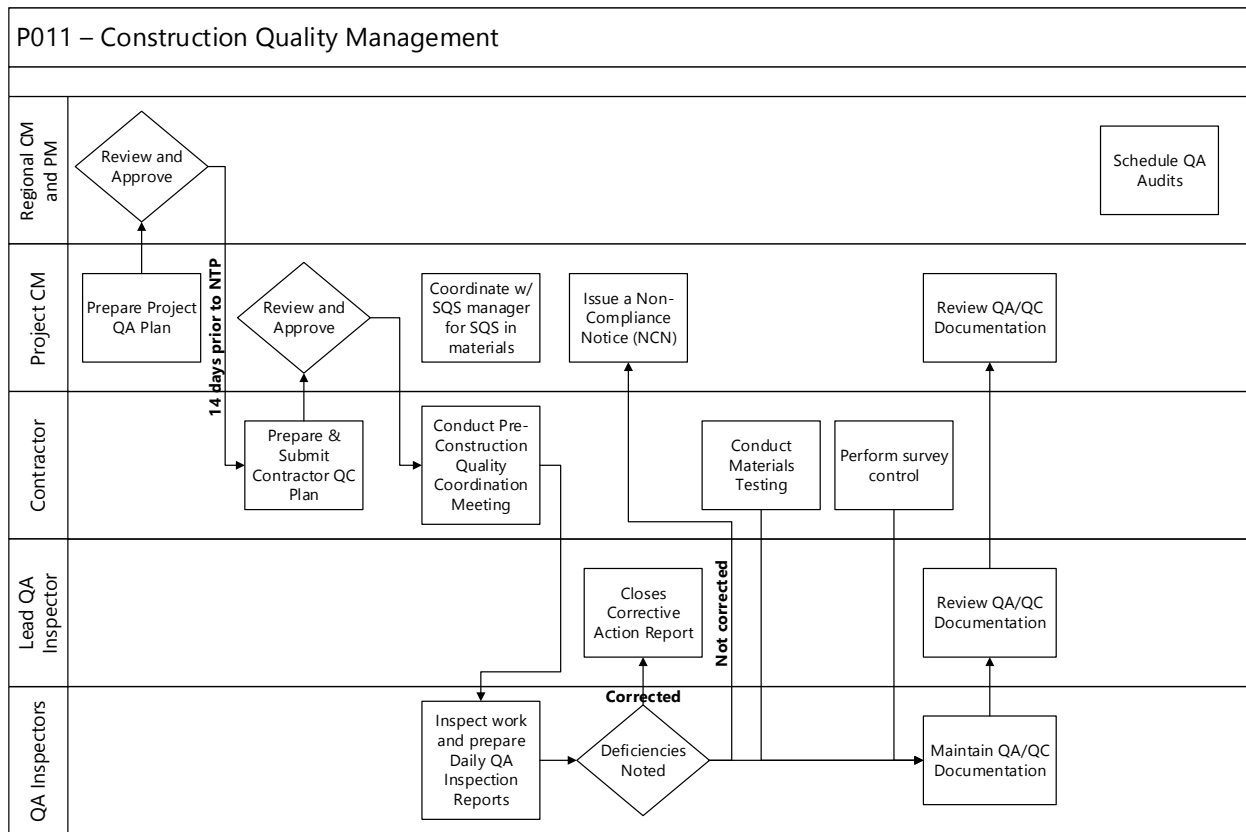 P011 – Construction Quality Management
Regional CM
and PM
Review and
Approve
Schedule QA
Audits
Project CM
Prepare Project
QA Plan
14 days prior to NTP
Review and
Approve
Coordinate w/
SQS manager
for SQS in
materials
Issue a Non-
Compliance
Notice (NCN)
Review QA/QC
Documentation
Contractor
Prepare &
Submit
Contractor QC
Plan
Conduct Pre-
Construction
Quality
Coordination
Meeting
Conduct
Materials
Testing
Perform survey
control
Lead QA
Inspector
Closes
Corrective
Action Report
Not corrected
Review QA/QC
Documentation
Corrected
QA Inspectors
Inspect work
and prepare
Daily QA
Inspection
Reports
Deficiencies
Noted
Maintain QA/QC
Documentation